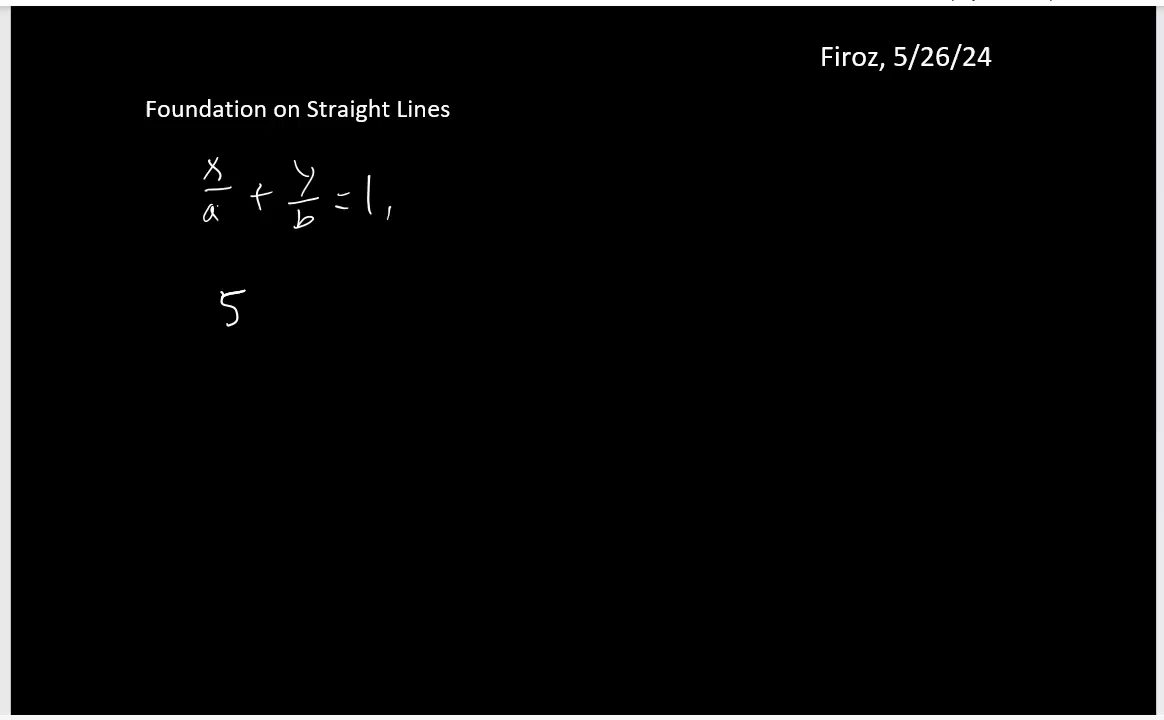 Firoz, 5/26/24
Foundation on Straight Lines
x/a + y/b = 1,
5